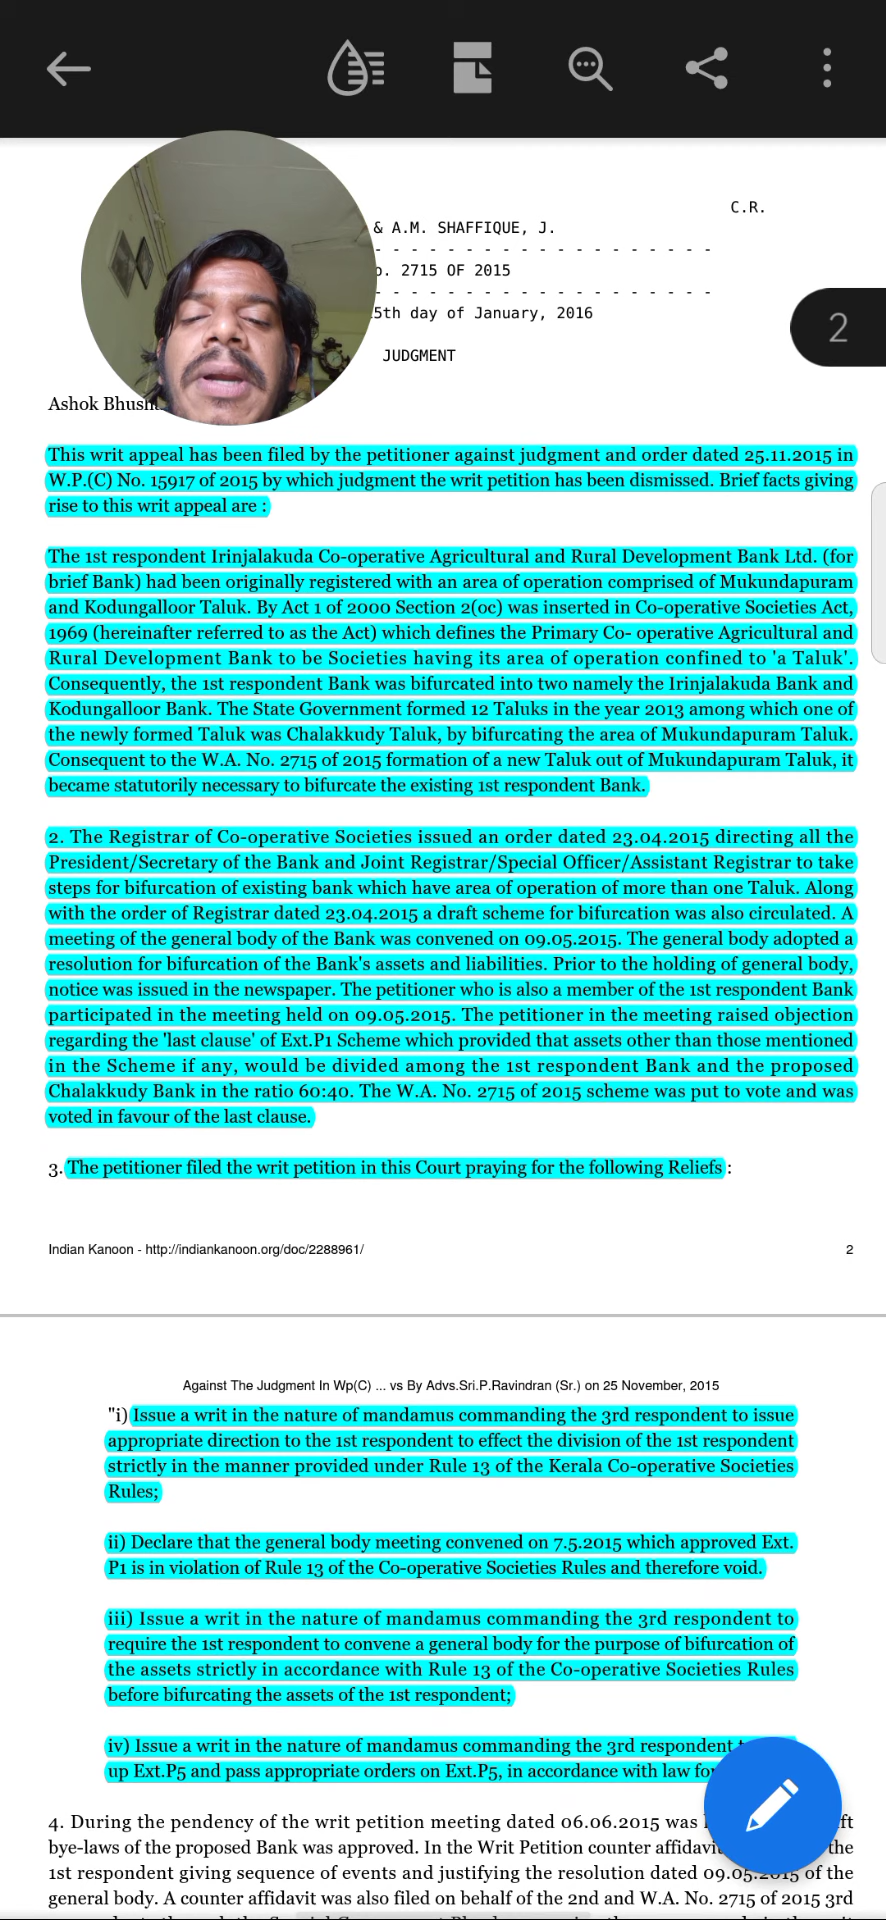 C.R.
& A.M. SHAFFIQUE, J.
- - - - - - - - - - - - - - - - - - -
. 2715 OF 2015
- - - - - - - - - - - - - - - - - - -
5th day of January, 2016
2
JUDGMENT
Ashok
This writ appeal has been filed by the petitioner against judgment and order dated 25.11.2015 in
W.P.(C) No. 15917 of 2015 by which judgment the writ petition has been dismissed. Brief facts giving
rise to this writ appeal are :
The 1st respondent Irinjalakuda Co-operative Agricultural and Rural Development Bank Ltd. (for
brief Bank) had been originally registered with an area of operation comprised of Mukundapuram
and Kodungalloor Taluk. By Act 1 of 2000 Section 2(oc) was inserted in Co-operative Societies Act,
1969 (hereinafter referred to as the Act) which defines the Primary Co- operative Agricultural and
Rural Development Bank to be Societies having its area of operation confined to 'a Taluk'.
Consequently, the 1st respondent Bank was bifurcated into two namely the Irinjalakuda Bank and
Kodungalloor Bank. The State Government formed 12 Taluks in the year 2013 among which one of
the newly formed Taluk was Chalakkudy Taluk, by bifurcating the area of Mukundapuram Taluk.
Consequent to the W.A. No. 2715 of 2015 formation of a new Taluk out of Mukundapuram Taluk, it
became statutorily necessary to bifurcate the existing 1st respondent Bank.
2. The Registrar of Co-operative Societies issued an order dated 23.04.2015 directing all the
President/Secretary of the Bank and Joint Registrar/Special Officer/Assistant Registrar to take
steps for bifurcation of existing bank which have area of operation of more than one Taluk. Along
with the order of Registrar dated 23.04.2015 a draft scheme for bifurcation was also circulated. A
meeting of the general body of the Bank was convened on 09.05.2015. The general body adopted a
resolution for bifurcation of the Bank's assets and liabilities. Prior to the holding of general body,
notice was issued in the newspaper. The petitioner who is also a member of the 1st respondent Bank
participated in the meeting held on 09.05.2015. The petitioner in the meeting raised objection
regarding the 'last clause' of Ext.P1 Scheme which provided that assets other than those mentioned
in the Scheme if any, would be divided among the 1st respondent Bank and the proposed
Chalakkudy Bank in the ratio 60:40. The W.A. No. 2715 of 2015 scheme was put to vote and was
voted in favour of the last clause.
3. The petitioner filed the writ petition in this Court praying for the following Reliefs :
Indian Kanoon - http://indiankanoon.org/doc/2288961/ 2
Against The Judgment In Wp(C) ... vs By Advs.Sri.P.Ravindran (Sr.) on 25 November, 2015
"i) Issue a writ in the nature of mandamus commanding the 3rd respondent to issue
appropriate direction to the 1st respondent to effect the division of the 1st respondent
strictly in the manner provided under Rule 13 of the Kerala Co-operative Societies
Rules;
ii) Declare that the general body meeting convened on 7.5.2015 which approved Ext.
P1 is in violation of Rule 13 of the Co-operative Societies Rules and therefore void.
iii) Issue a writ in the nature of mandamus commanding the 3rd respondent to
require the 1st respondent to convene a general body for the purpose of bifurcation of
the assets strictly in accordance with Rule 13 of the Co-operative Societies Rules
before bifurcating the assets of the 1st respondent;
iv) Issue a writ in the nature of mandamus commanding the 3rd respondent
up Ext.P5 and pass appropriate orders on Ext.P5, in accordance with law
4. During the pendency of the writ petition meeting dated 06.06.2015 was
bye-laws of the proposed Bank was approved. In the Writ Petition counter the
1st respondent giving sequence of events and justifying the resolution dated 09.05.2015 of the
general body. A counter affidavit was also filed on behalf of the 2nd and W.A. No. 2715 of 2015 3rd